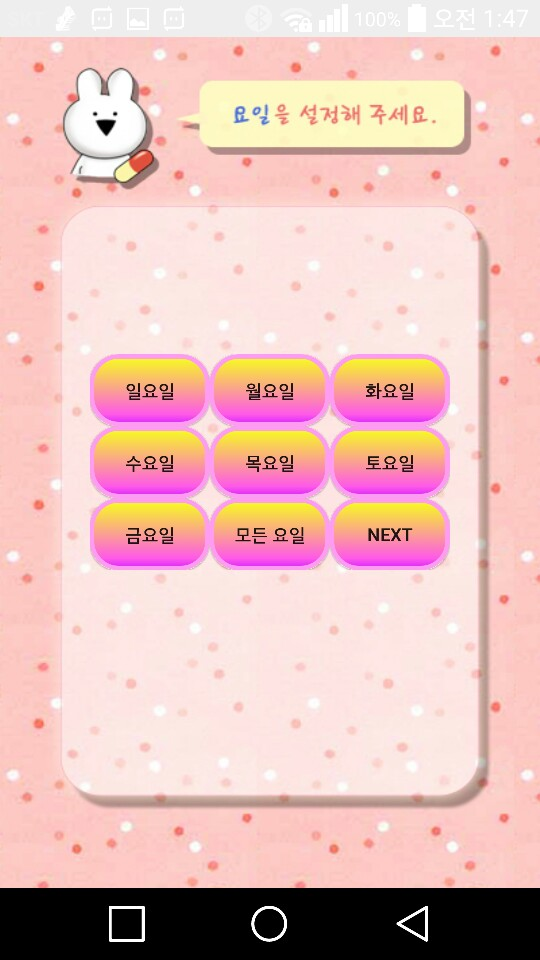 100% 오전 1:47
요일을 설정해 주세요.
일요일 월요일 화요일
수요일 목요일 토요일
금요일 모든 요일 NEXT